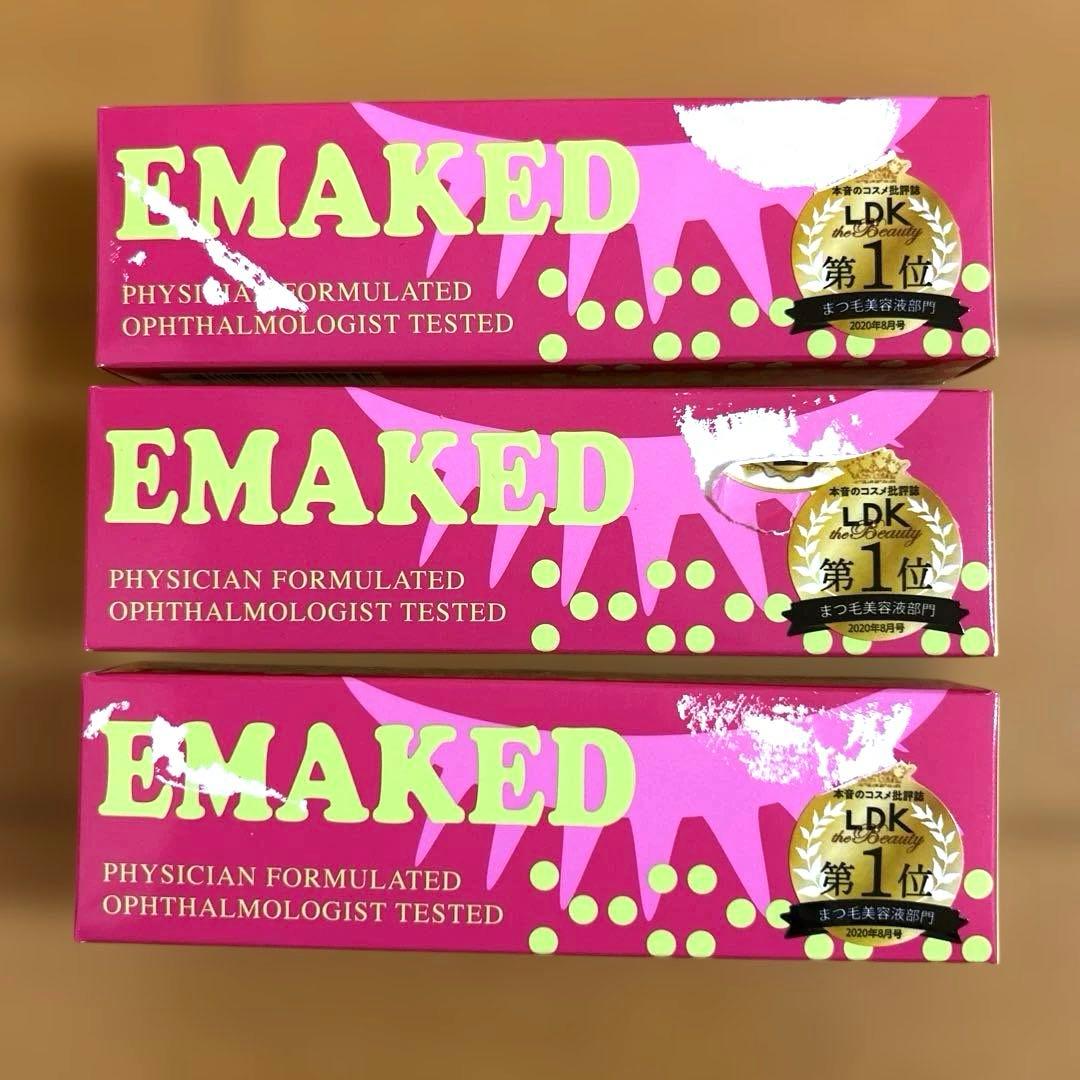 EMAKED
PHYSICIAN FORMULATED
OPHTHALMOLOGIST TESTED
本音のコスメ批評誌
LDK
the Beauty
第1位
まつ毛美容液部門
2020年8月号
EMAKED
PHYSICIAN FORMULATED
OPHTHALMOLOGIST TESTED
本音のコスメ批評誌
LDK
the Beauty
第1位
まつ毛美容液部門
2020年8月号
EMAKED
PHYSICIAN FORMULATED
OPHTHALMOLOGIST TESTED
本音のコスメ批評誌
LDK
the Beauty
第1位
まつ毛美容液部門
2020年8月号